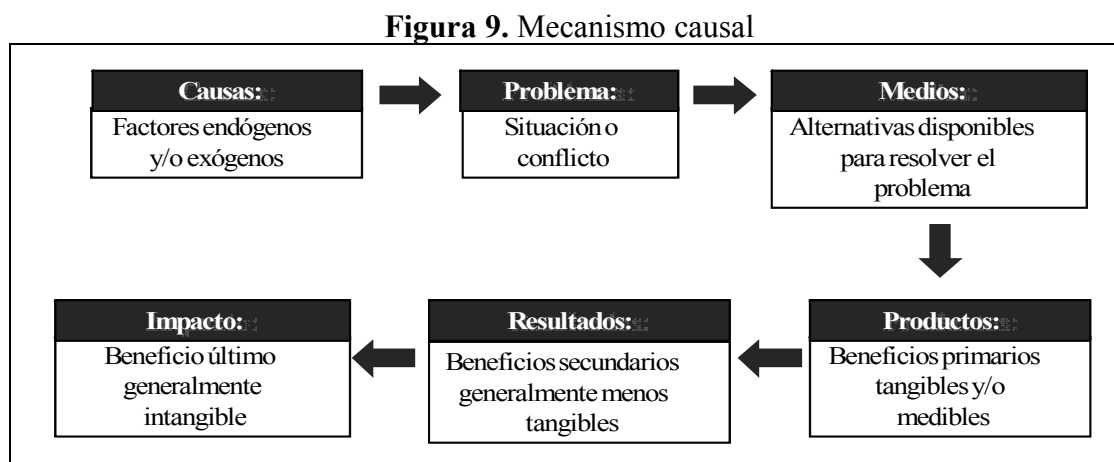 Figura 9. Mecanismo causal
Causas:
Factores endógenos
y/o exógenos
Problema:
Situación o
conflicto
Medios:
Alternativas disponibles
para resolver el
problema
Productos:
Beneficios primarios
tangibles y/o
medibles
Resultados:
Beneficios secundarios
generalmente menos
tangibles
Impacto:
Beneficio último
generalmente
intangible